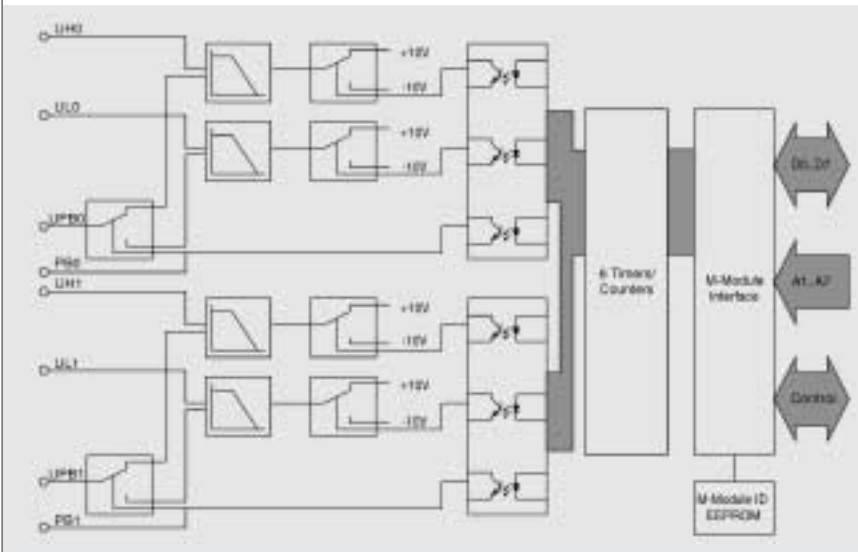 UH0
+10V
-10V
UL0
+10V
-10V
UPB0
PB0
UH1
+10V
-10V
UL1
+10V
-10V
UPB1
PB1
6 Timers/
Counters
M-Module
Interface
D0..D7
A1..A7
Control
M-Module ID
EEPROM